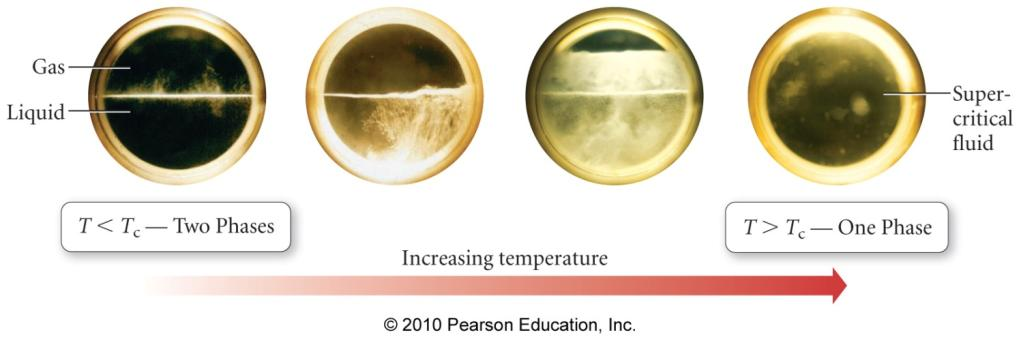 Gas
Liquid
Super-
critical
fluid
T < Tc — Two Phases
T > Tc — One Phase
Increasing temperature
© 2010 Pearson Education, Inc.